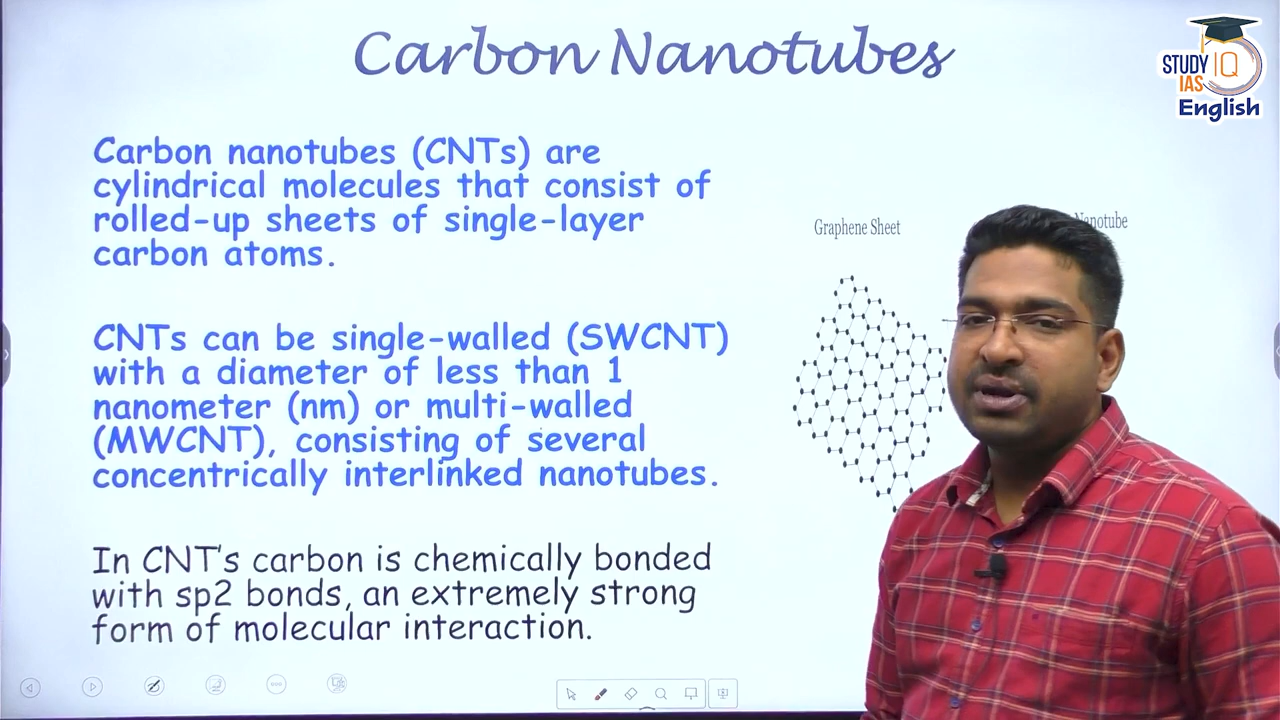 Carbon Nanotubes
STUDY IQ
IAS
English
Carbon nanotubes (CNTs) are
cylindrical molecules that consist of
rolled-up sheets of single-layer
carbon atoms.
Graphene Sheet
Nanotube
CNTs can be single-walled (SWCNT)
with a diameter of less than 1
nanometer (nm) or multi-walled
(MWCNT), consisting of several
concentrically interlinked nanotubes.
In CNT's carbon is chemically bonded
with sp2 bonds, an extremely strong
form of molecular interaction.